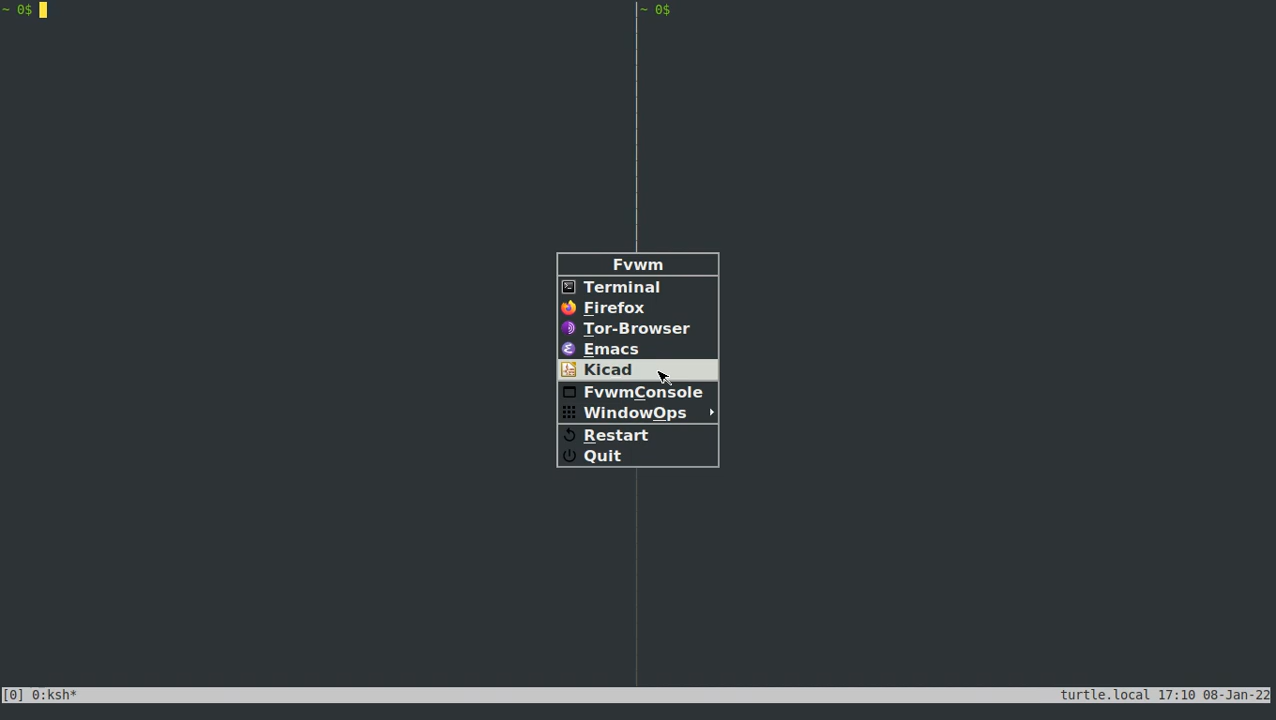 ~ 0$
~ 0$
Fvwm
Terminal
Firefox
Tor-Browser
Emacs
Kicad
FvwmConsole
WindowOps
Restart
Quit
[0] 0:ksh* turtle.local 17:10 08-Jan-22